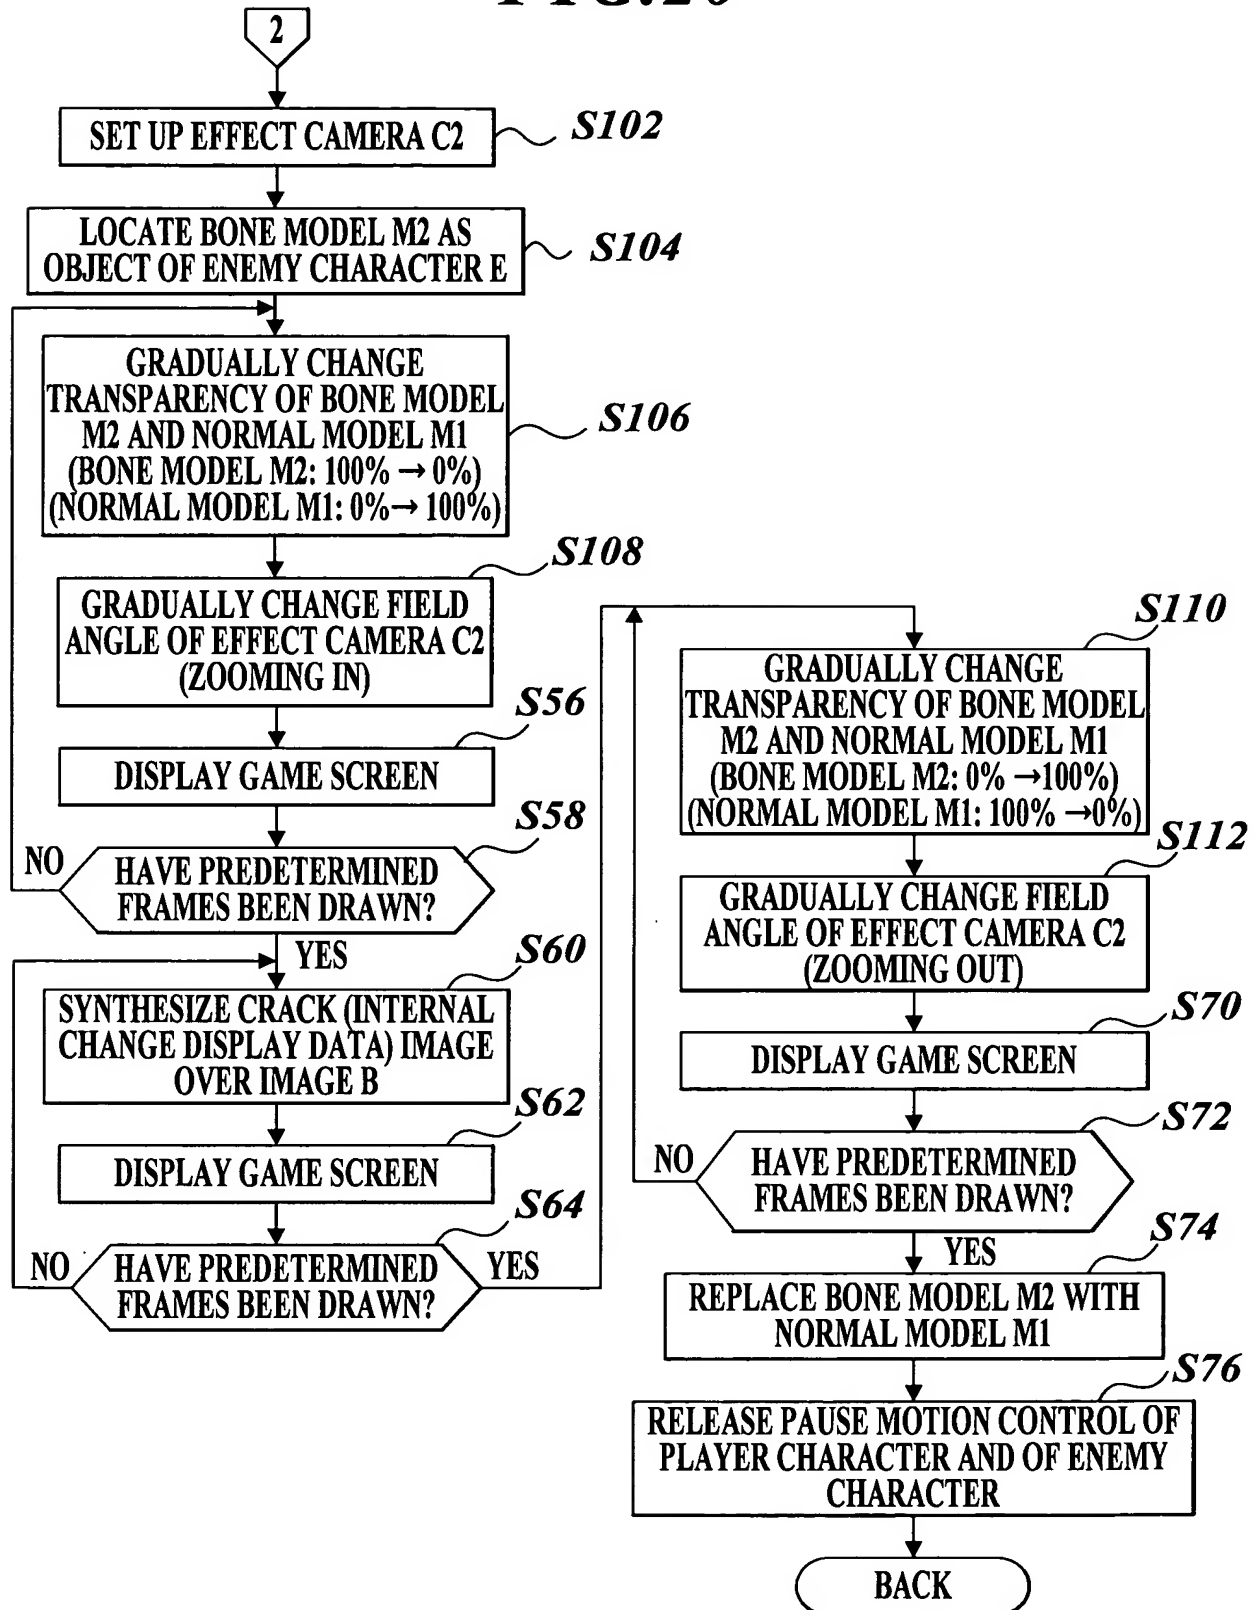 2
SET UP EFFECT CAMERA C2
S102
LOCATE BONE MODEL M2 AS
OBJECT OF ENEMY CHARACTER E
S104
GRADUALLY CHANGE
TRANSPARENCY OF BONE MODEL
M2 AND NORMAL MODEL M1
(BONE MODEL M2: 100% → 0%)
(NORMAL MODEL M1: 0%→ 100%)
S106
S108
GRADUALLY CHANGE FIELD
ANGLE OF EFFECT CAMERA C2
(ZOOMING IN)
S56
DISPLAY GAME SCREEN
S58
NO
HAVE PREDETERMINED
FRAMES BEEN DRAWN?
YES
S60
SYNTHESIZE CRACK (INTERNAL
CHANGE DISPLAY DATA) IMAGE
OVER IMAGE B
S62
DISPLAY GAME SCREEN
S64
NO
HAVE PREDETERMINED
FRAMES BEEN DRAWN?
YES
S110
GRADUALLY CHANGE
TRANSPARENCY OF BONE MODEL
M2 AND NORMAL MODEL M1
(BONE MODEL M2: 0% →100%)
(NORMAL MODEL M1: 100% →0%)
S112
GRADUALLY CHANGE FIELD
ANGLE OF EFFECT CAMERA C2
(ZOOMING OUT)
S70
DISPLAY GAME SCREEN
S72
NO
HAVE PREDETERMINED
FRAMES BEEN DRAWN?
YES
S74
REPLACE BONE MODEL M2 WITH
NORMAL MODEL M1
S76
RELEASE PAUSE MOTION CONTROL OF
PLAYER CHARACTER AND OF ENEMY
CHARACTER
BACK